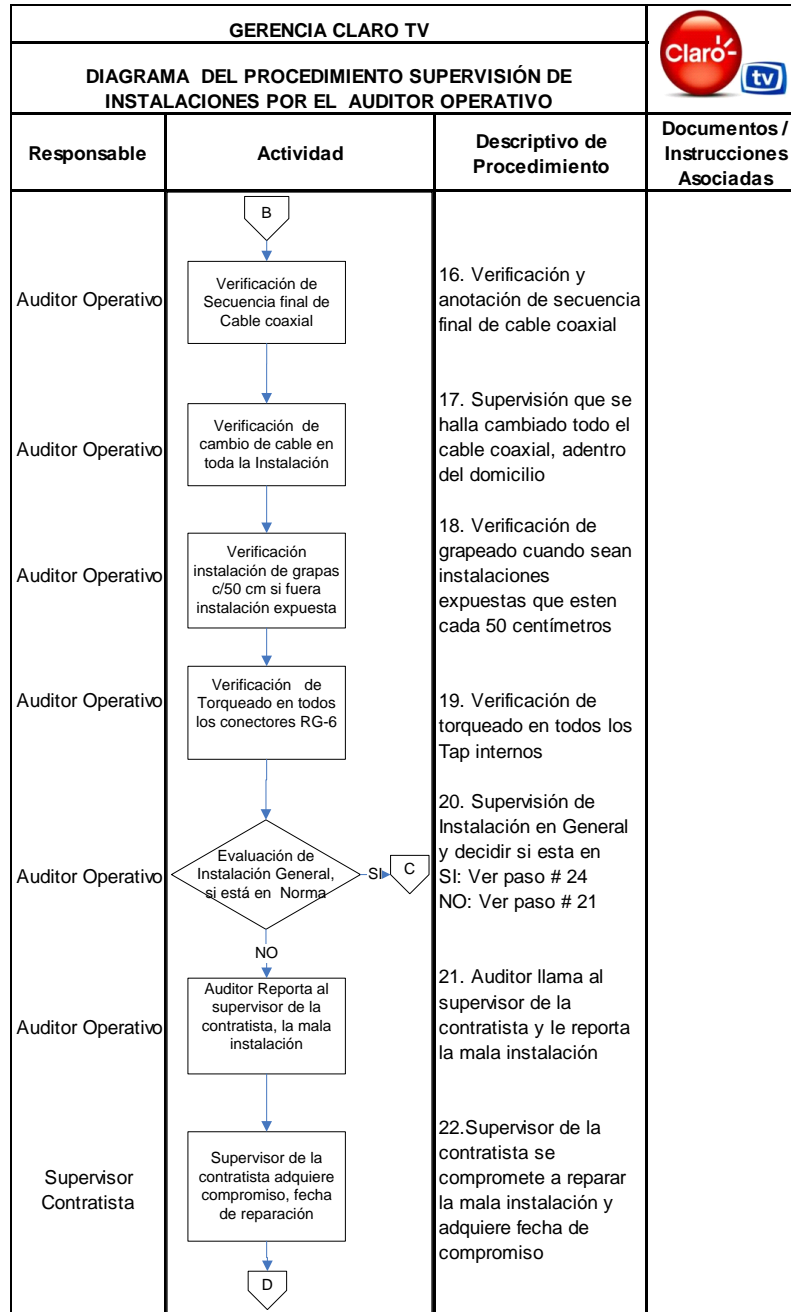 GERENCIA CLARO TV
DIAGRAMA DEL PROCEDIMIENTO SUPERVISIÓN DE
INSTALACIONES POR EL AUDITOR OPERATIVO
Claro
tv
Responsable
Actividad
Descriptivo de
Procedimiento
Documentos /
Instrucciones
Asociadas
B
Auditor Operativo
Verificación de
Secuencia final de
Cable coaxial
16. Verificación y
anotación de secuencia
final de cable coaxial
Auditor Operativo
Verificación de
cambio de cable en
toda la Instalación
17. Supervisión que se
halla cambiado todo el
cable coaxial, adentro
del domicilio
Auditor Operativo
Verificación
instalación de grapas
c/50 cm si fuera
instalación expuesta
18. Verificación de
grapeado cuando sean
instalaciones
expuestas que esten
cada 50 centímetros
Auditor Operativo
Verificación de
Torqueado en todos
los conectores RG-6
19. Verificación de
torqueado en todos los
Tap internos
Auditor Operativo
Evaluación de
Instalación General,
si está en Norma
SI
C
NO
20. Supervisión de
Instalación en General
y decidir si esta en
SI: Ver paso # 24
NO: Ver paso # 21
Auditor Operativo
Auditor Reporta al
supervisor de la
contratista, la mala
instalación
21. Auditor llama al
supervisor de la
contratista y le reporta
la mala instalación
Supervisor
Contratista
Supervisor de la
contratista adquiere
compromiso, fecha
de reparación
22.Supervisor de la
contratista se
compromete a reparar
la mala instalación y
adquiere fecha de
compromiso
D